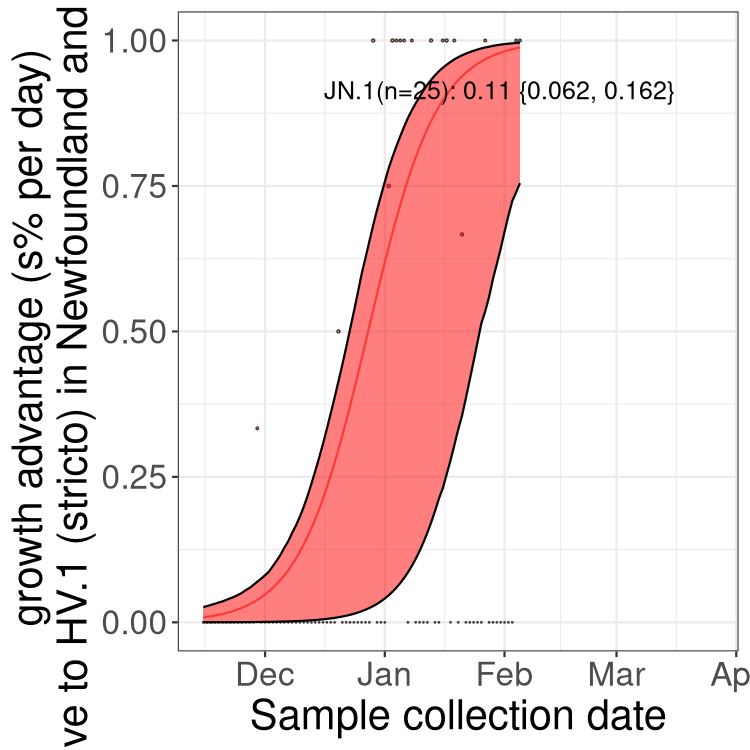 growth advantage (s% per day)
ve to HV.1 (stricto) in Newfoundland and
1.00
0.75
0.50
0.25
0.00
JN.1(n=25): 0.11 {0.062, 0.162}
Dec
Jan
Feb
Mar
Ap
Sample collection date